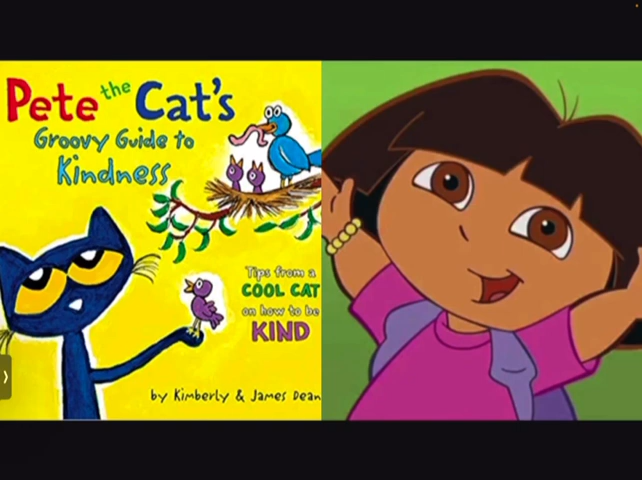 Pete the Cat's
Groovy Guide to
Kindness
Tips from a
COOL CAT
on how to be
KIND
by Kimberly & James Dean